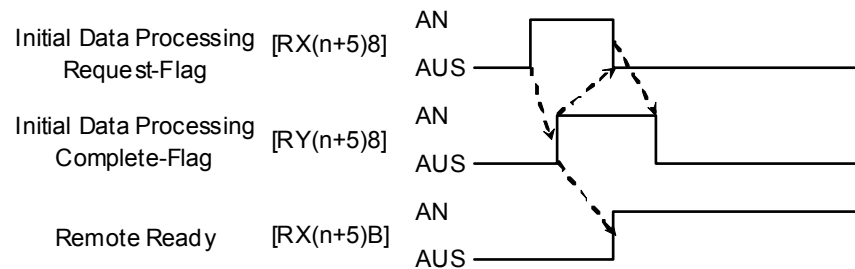 AN
Initial Data Processing
Request-Flag
[RX(n+5)8]
AUS
AN
Initial Data Processing
Complete-Flag
[RY(n+5)8]
AUS
AN
Remote Ready
[RX(n+5)B]
AUS